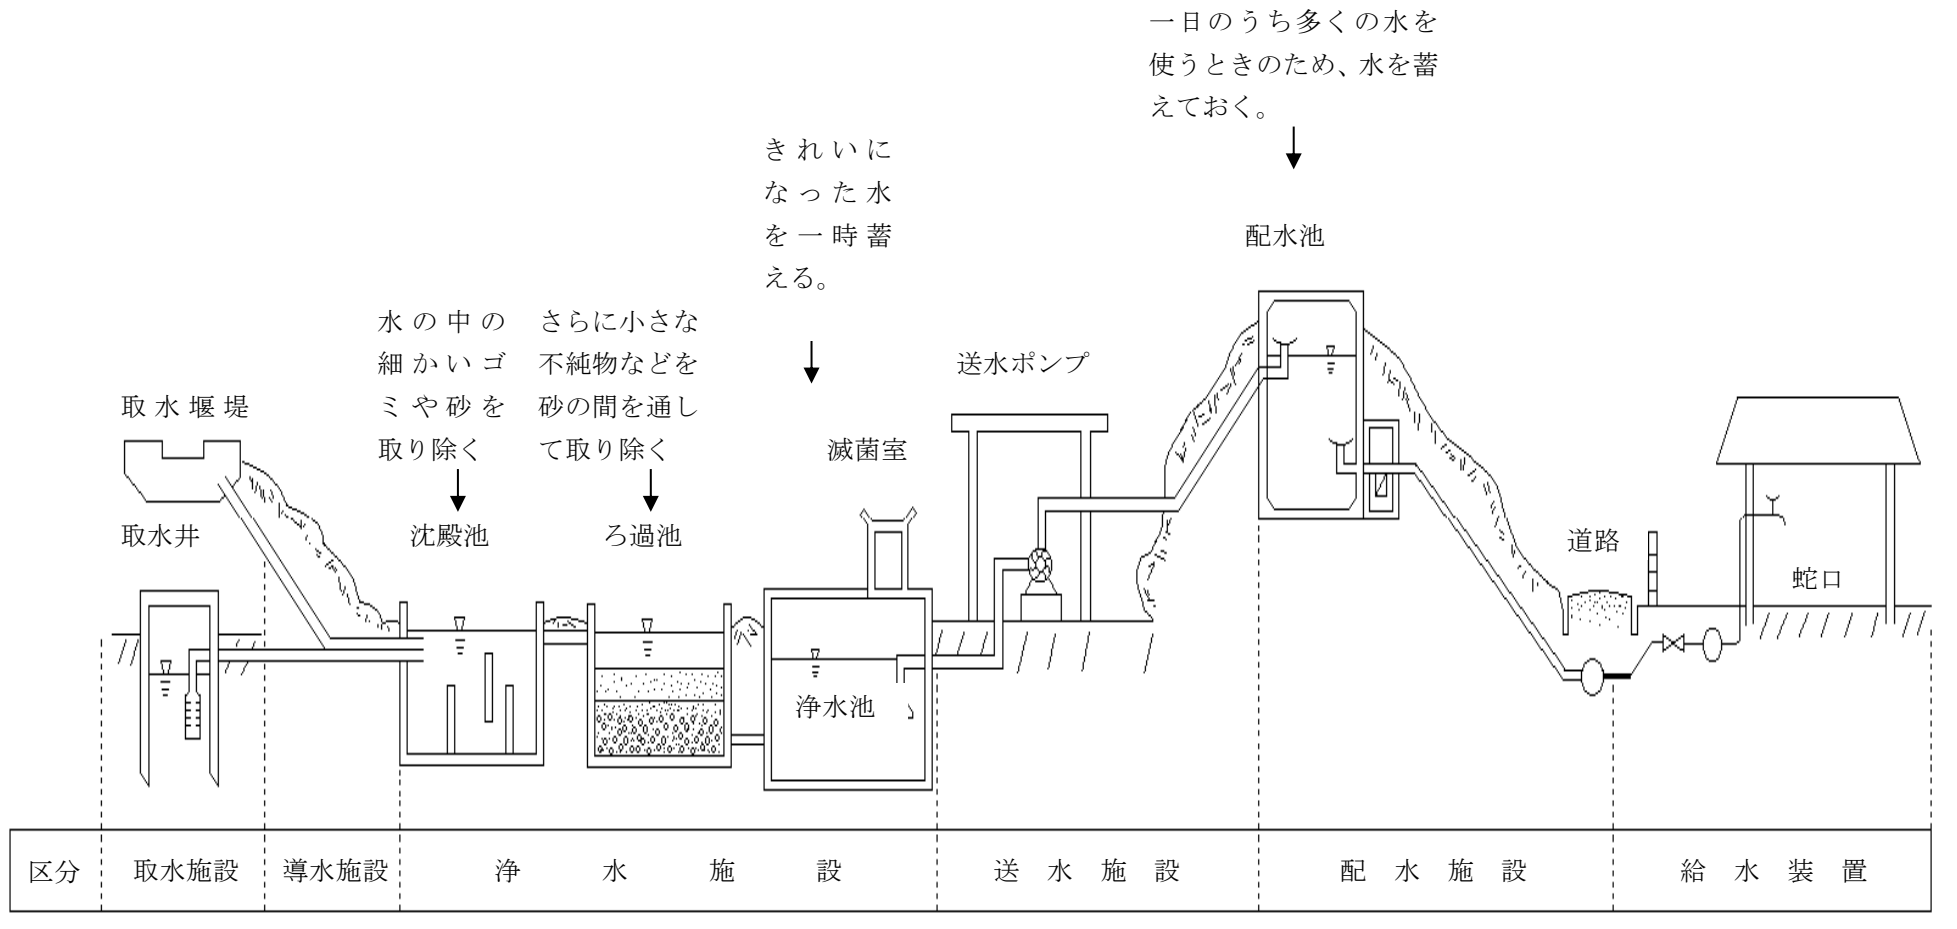 一日のうち多くの水を
使うときのため、水を蓄
えておく。
きれいに
なった水
を一時蓄
える。
配水池
水の中の
細かいゴ
ミや砂を
取り除く
さらに小さな
不純物などを
砂の間を通し
て取り除く
送水ポンプ
取水堰堤
滅菌室
取水井
沈殿池
ろ過池
道路
蛇口
浄水池
区分 取水施設 導水施設 浄水施設 送水施設 配水施設 給水装置